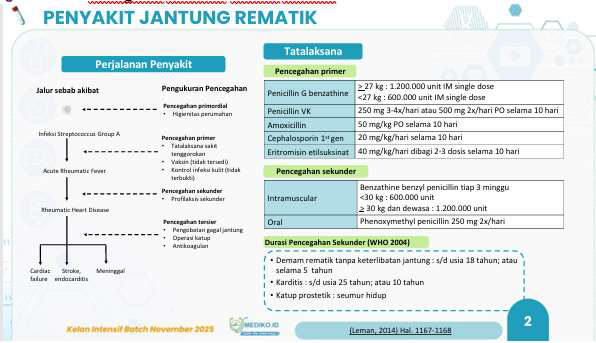 PENYAKIT JANTUNG REMATIK
Perjalanan Penyakit
Jalur sebab akibat
Pengukuran Pencegahan
Pencegahan primordial
• Higienitas perumahan
Infeksi Streptococcus Group A
Pencegahan primer
• Tatalaksana sakit
tenggorokan
• Vaksin (tidak tersedi)
• Kontrol infeksi kulit (tidak
terbukti)
Acute Rheumatic Fever
Pencegahan sekunder
• Profilaksis sekunder
Rheumatic Heart Disease
Pencegahan tersier
• Pengobatan gagal jantung
• Operasi katup
• Antikoagulan
Cardiac
failure
Stroke,
endocarditis
Meninggal
Tatalaksana
Pencegahan primer
Penicillin G benzathine
> 27 kg : 1.200.000 unit IM single dose
<27 kg : 600.000 unit IM single dose
Penicillin VK
250 mg 3-4x/hari atau 500 mg 2x/hari PO selama 10 hari
Amoxicillin
50 mg/kg PO selama 10 hari
Cephalosporin 1st gen
20 mg/kg/hari selama 10 hari
Eritromisin etilsuksinat
40 mg/kg/hari dibagi 2-3 dosis selama 10 hari
Pencegahan sekunder
Intramuscular
Benzathine benzyl penicillin tiap 3 minggu
<30 kg : 600.000 unit
> 30 kg dan dewasa : 1.200.000 unit
Oral
Phenoxymethyl penicillin 250 mg 2x/hari
Durasi Pencegahan Sekunder (WHO 2004)
• Demam rematik tanpa keterlibatan jantung : s/d usia 18 tahun; atau
selama 5 tahun
• Karditis : s/d usia 25 tahun; atau 10 tahun
• Katup prostetik : seumur hidup
Kelan Intensif Batch November 2025
MEDIKO.ID
(Leman, 2014) Hal. 1167-1168
2